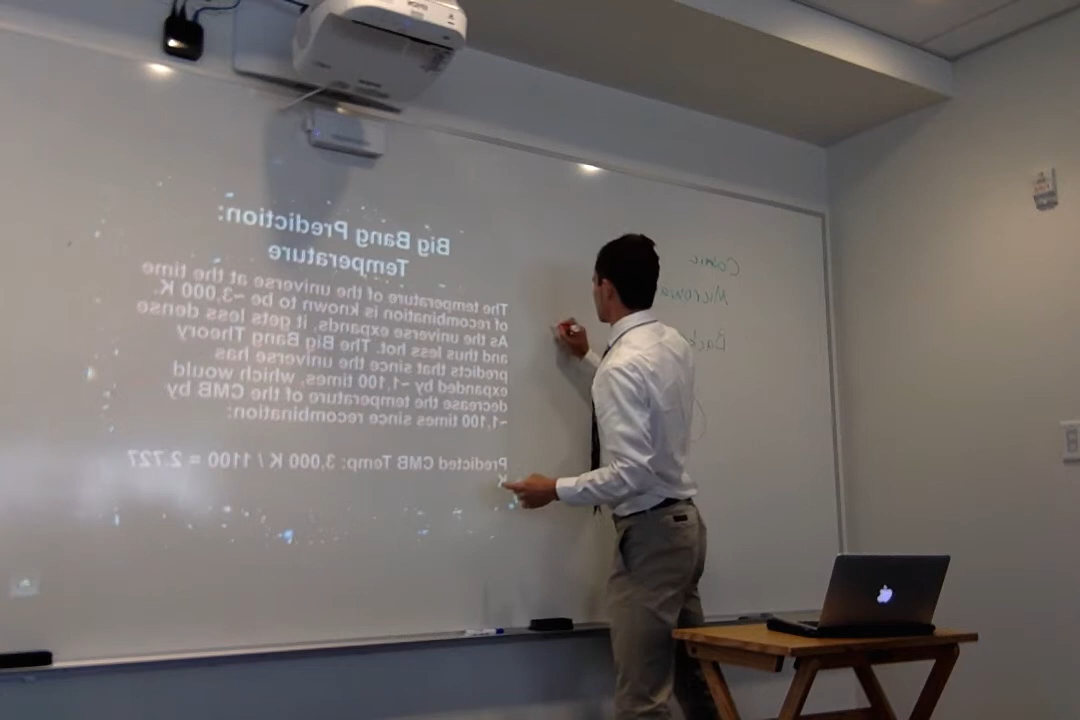 Big Bang Prediction:
Temperature
The temperature of the universe at the time
of recombination is known to be ~3,000 K.
As the universe expands, it gets less dense
and thus less hot. The Big Bang Theory
predicts that since the universe has
expanded by ~1,100 times, which would
decrease the temperature of the CMB by
~1,100 times since recombination:
Predicted CMB Temp: 3,000 K / 1100 = 2.727
K
Cosmic